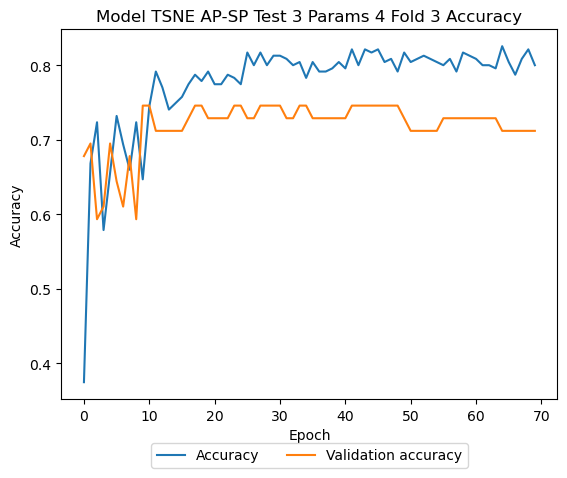 Model TSNE AP-SP Test 3 Params 4 Fold 3 Accuracy
Accuracy
0.8
0.7
0.6
0.5
0.4
0 10 20 30 40 50 60 70
Epoch
Accuracy Validation accuracy